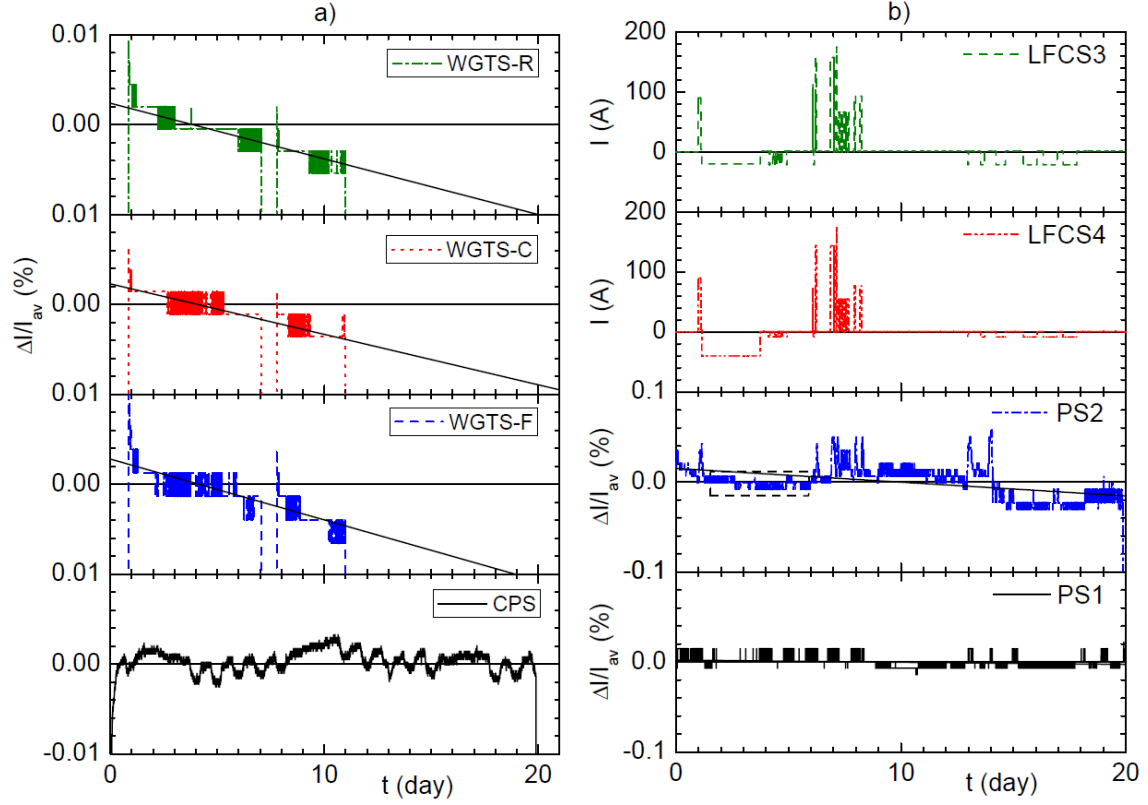 a)
0.01
0.00
0.01
0.00
0.01
0.00
0.01
0.00
-0.01
ΔI/I_av (%)
WGTS-R
WGTS-C
WGTS-F
CPS
0 10 20
t (day)
b)
200
100
0
200
100
0
0.1
0.0
-0.1
0.0
-0.1
I (A)
I (A)
ΔI/I_av (%)
ΔI/I_av (%)
LFCS3
LFCS4
PS2
PS1
0 10 20
t (day)